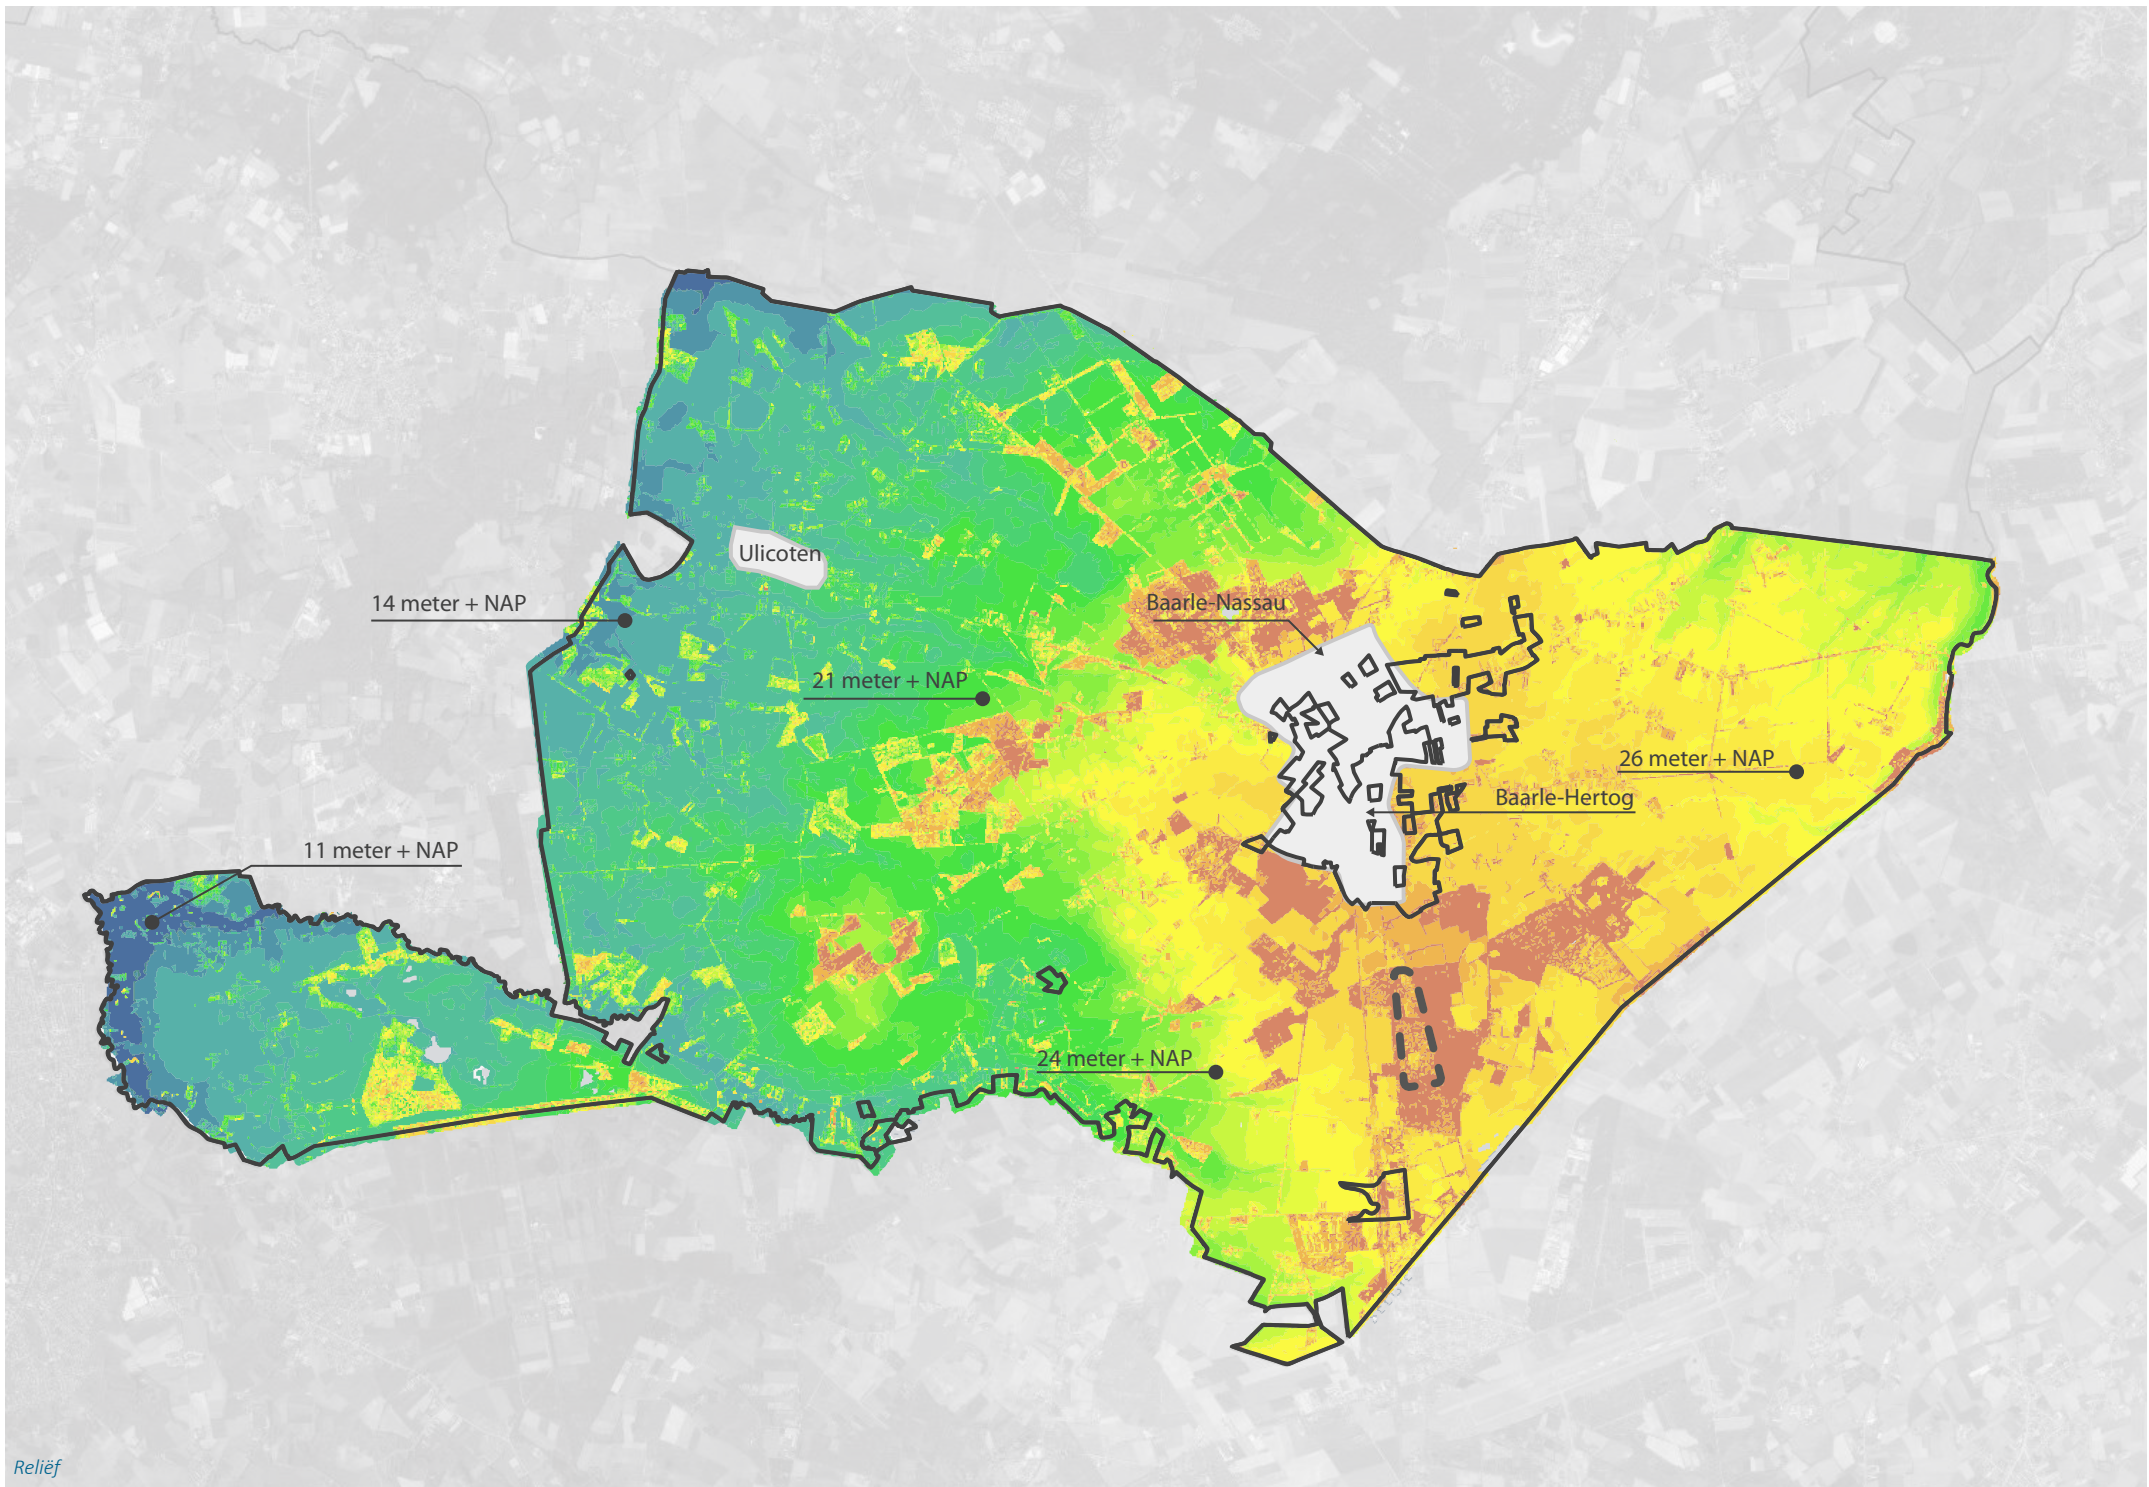 Ulicoten
14 meter + NAP
Baarle-Nassau
21 meter + NAP
26 meter + NAP
Baarle-Hertog
11 meter + NAP
24 meter + NAP
Reliëf